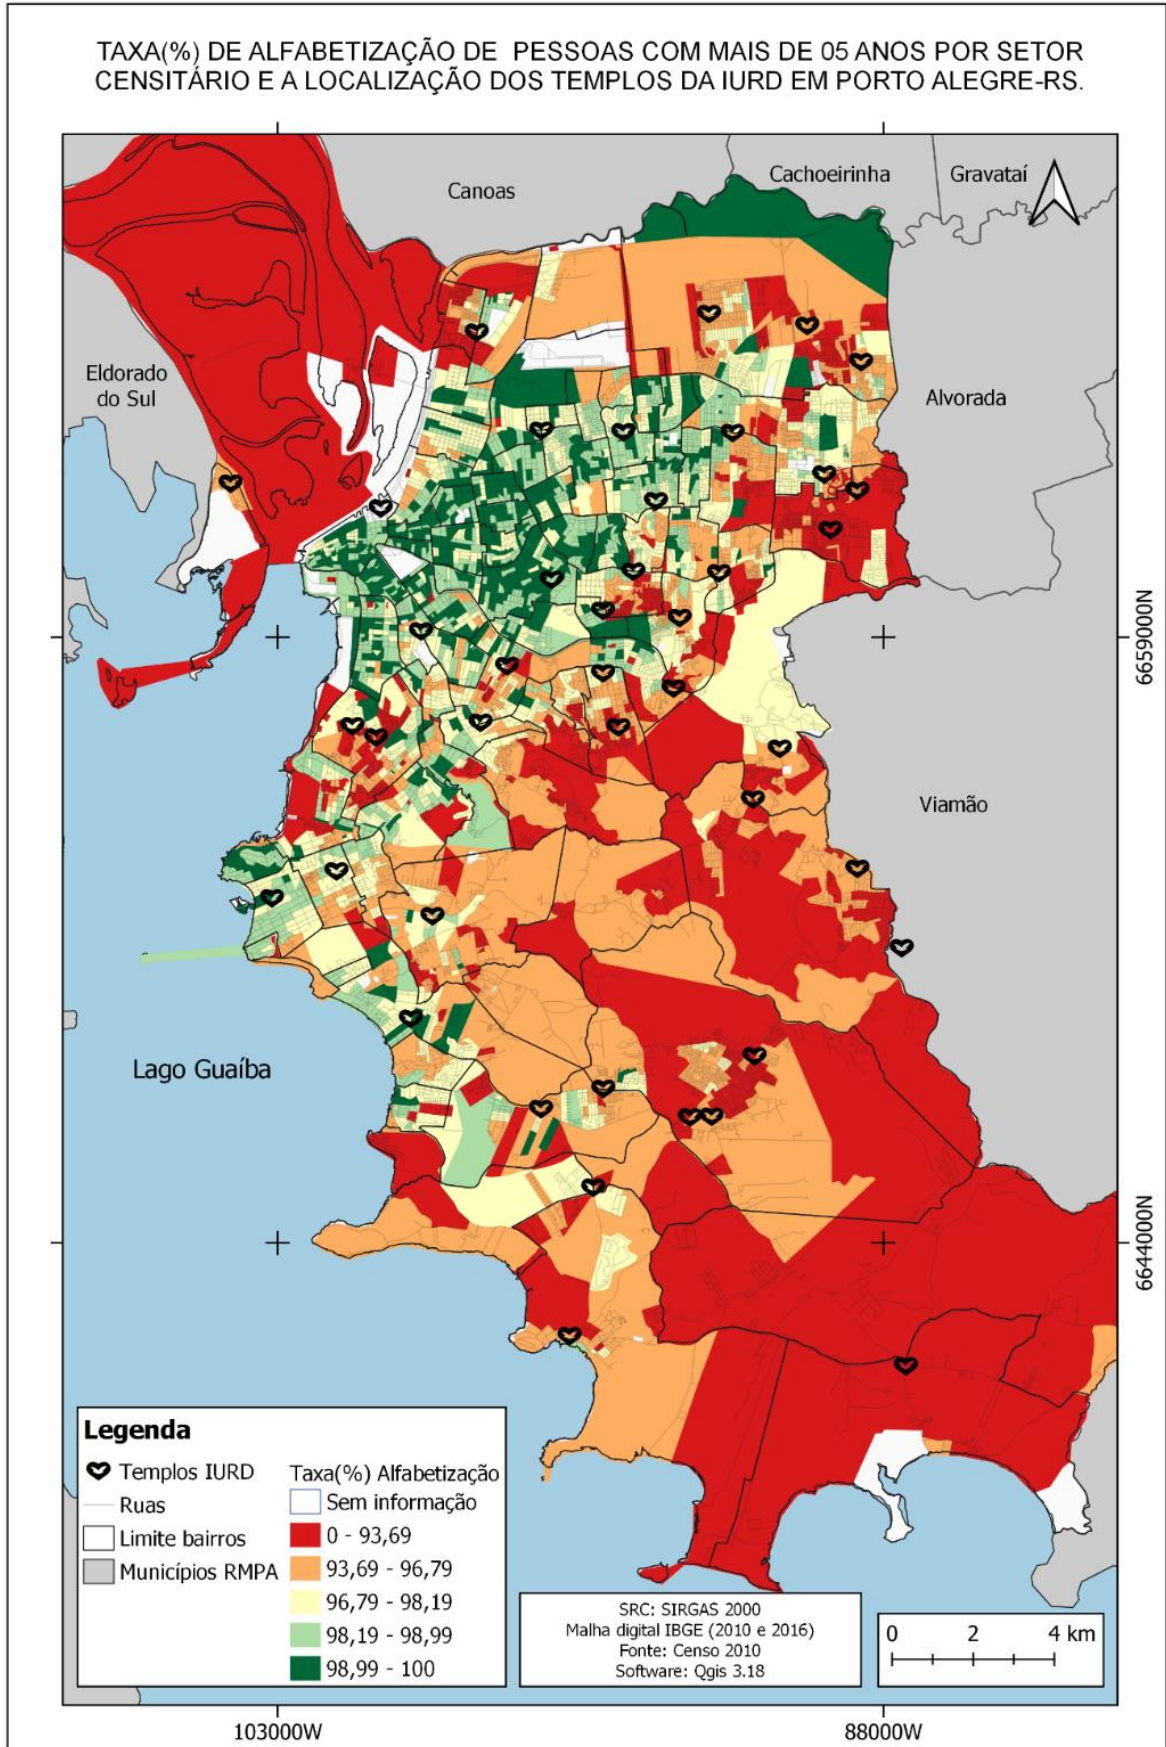 TAXA(%) DE ALFABETIZAÇÃO DE PESSOAS COM MAIS DE 05 ANOS POR SETOR
CENSITÁRIO E A LOCALIZAÇÃO DOS TEMPLOS DA IURD EM PORTO ALEGRE-RS.
Canoas
Cachoeirinha
Gravataí
Eldorado
do Sul
Alvorada
6659000N
Viamão
Lago Guaíba
6644000N
Legenda
Templos IURD
Ruas
Limite bairros
Municípios RMPA
Taxa(%) Alfabetização
Sem informação
0 - 93,69
93,69 - 96,79
96,79 - 98,19
98,19 - 98,99
98,99 - 100
SRC: SIRGAS 2000
Malha digital IBGE (2010 e 2016)
Fonte: Censo 2010
Software: Qgis 3.18
0 2 4 km
103000W
88000W